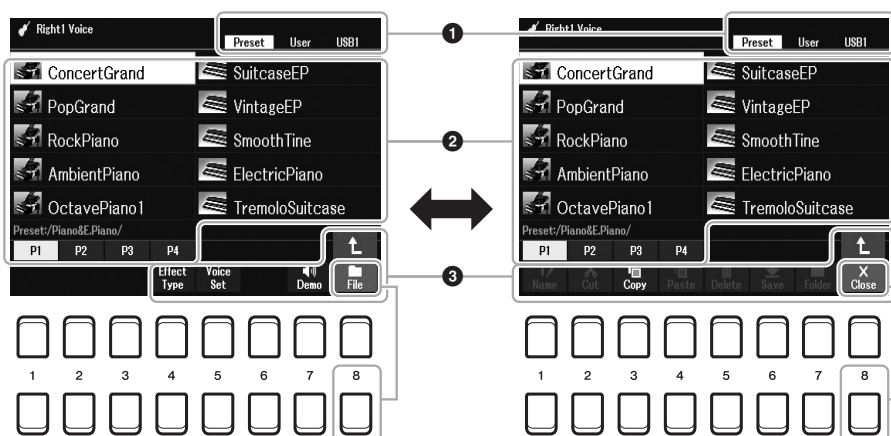 Right1 Voice
Preset User USB1
ConcertGrand SuitcaseEP
PopGrand VintageEP
RockPiano SmoothTine
AmbientPiano ElectricPiano
OctavePiano1 TremoloSuitcase
Preset:/Piano&E.Piano/
P1 P2 P3 P4
Effect Type Voice Set Demo File
1 2 3 4 5 6 7 8
1
2
3
Right1 Voice
Preset User USB1
ConcertGrand SuitcaseEP
PopGrand VintageEP
RockPiano SmoothTine
AmbientPiano ElectricPiano
OctavePiano1 TremoloSuitcase
Preset:/Piano&E.Piano/
P1 P2 P3 P4
Name Cut Copy Paste Delete Save Folder Close
1 2 3 4 5 6 7 8